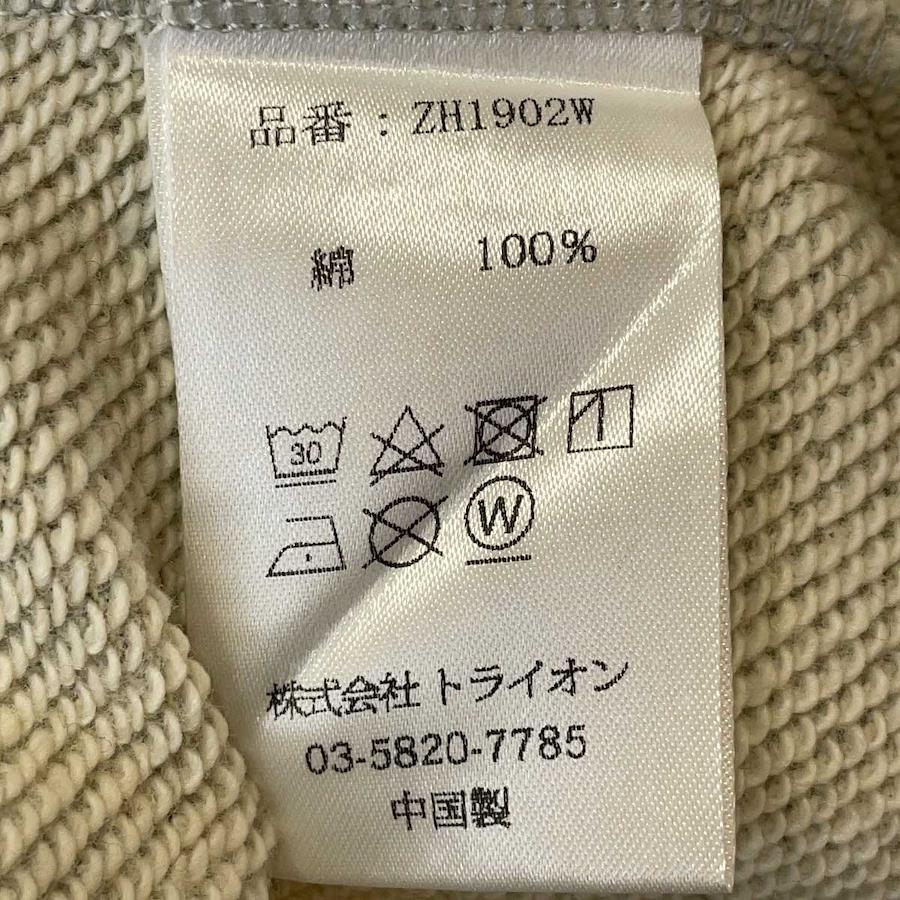 品番：ZH1902W
綿 100%
30
W
株式会社 トライオン
03-5820-7785
中国製